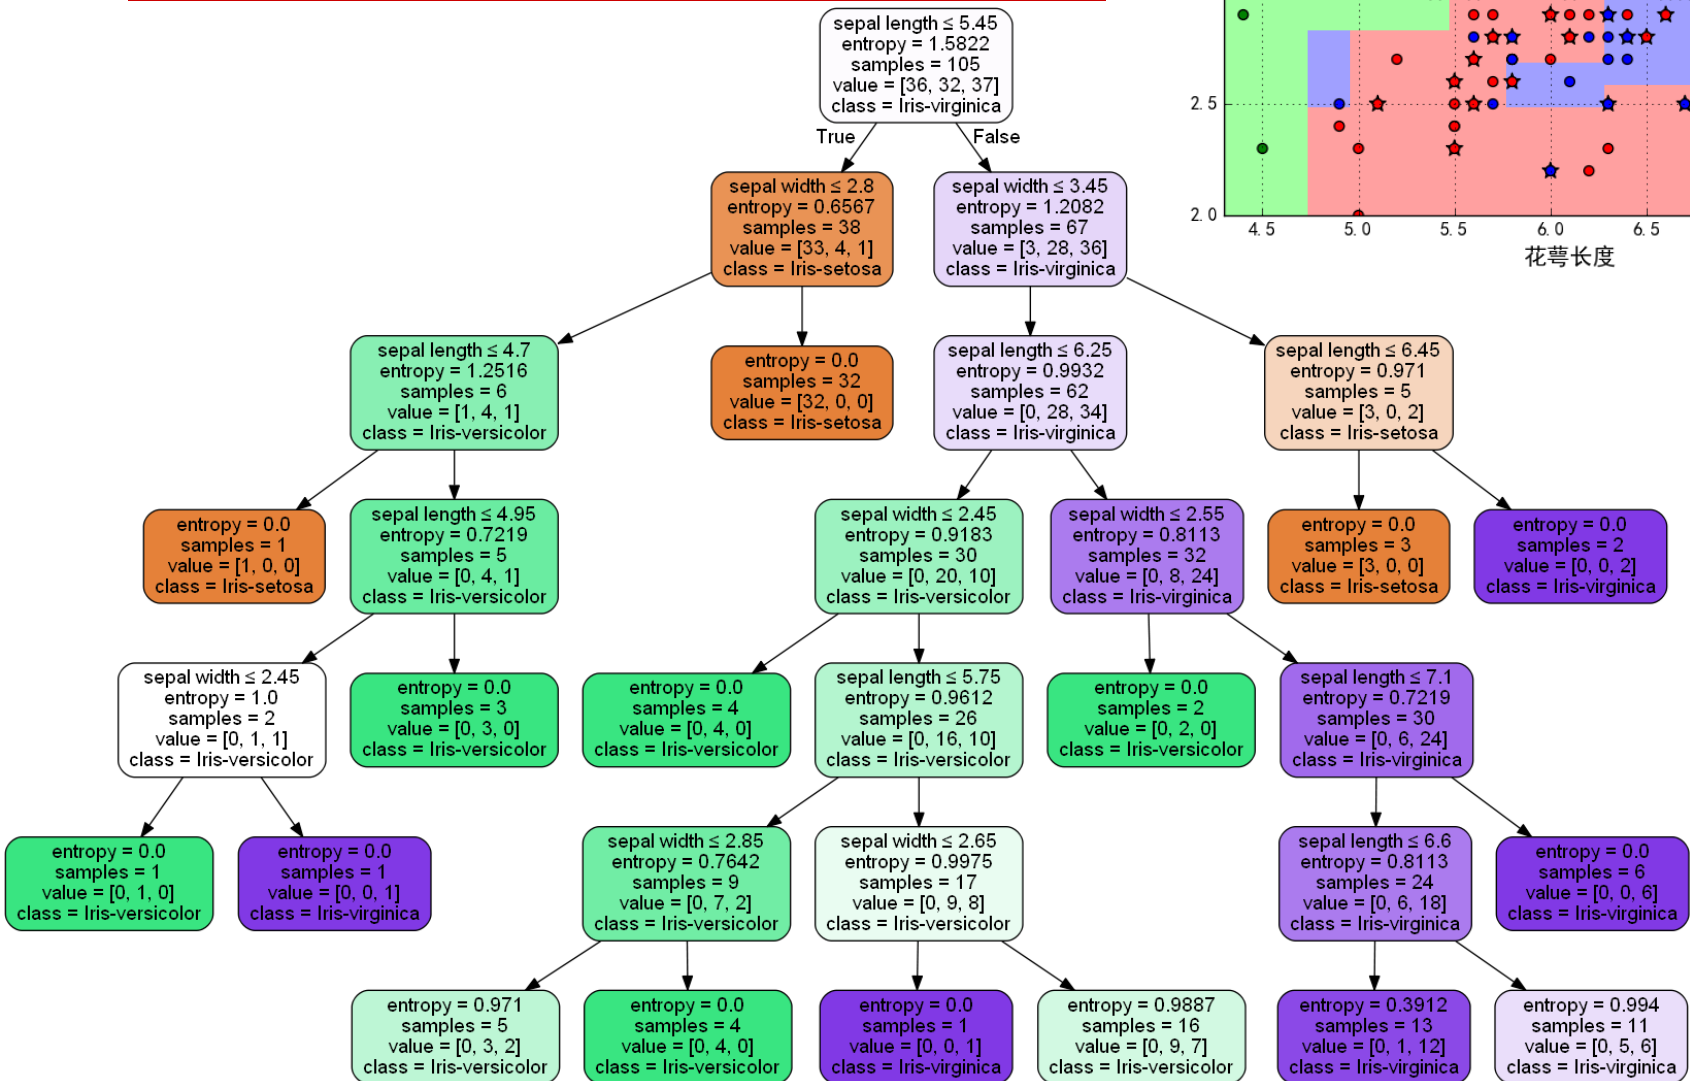 sepal length ≤ 5.45
entropy = 1.5822
samples = 105
value = [36, 32, 37]
class = Iris-virginica
True
False
2.5
2.0
4.5
5.0
5.5
6.0
6.5
花萼长度
sepal width ≤ 2.8
entropy = 0.6567
samples = 38
value = [33, 4, 1]
class = Iris-setosa
sepal width ≤ 3.45
entropy = 1.2082
samples = 67
value = [3, 28, 36]
class = Iris-virginica
sepal length ≤ 4.7
entropy = 1.2516
samples = 6
value = [1, 4, 1]
class = Iris-versicolor
entropy = 0.0
samples = 32
value = [32, 0, 0]
class = Iris-setosa
sepal length ≤ 6.25
entropy = 0.9932
samples = 62
value = [0, 28, 34]
class = Iris-virginica
sepal length ≤ 6.45
entropy = 0.971
samples = 5
value = [3, 0, 2]
class = Iris-setosa
entropy = 0.0
samples = 1
value = [1, 0, 0]
class = Iris-setosa
sepal length ≤ 4.95
entropy = 0.7219
samples = 5
value = [0, 4, 1]
class = Iris-versicolor
sepal width ≤ 2.45
entropy = 0.9183
samples = 30
value = [0, 20, 10]
class = Iris-versicolor
sepal width ≤ 2.55
entropy = 0.8113
samples = 32
value = [0, 8, 24]
class = Iris-virginica
entropy = 0.0
samples = 3
value = [3, 0, 0]
class = Iris-setosa
entropy = 0.0
samples = 2
value = [0, 0, 2]
class = Iris-virginica
sepal width ≤ 2.45
entropy = 1.0
samples = 2
value = [0, 1, 1]
class = Iris-versicolor
entropy = 0.0
samples = 3
value = [0, 3, 0]
class = Iris-versicolor
entropy = 0.0
samples = 4
value = [0, 4, 0]
class = Iris-versicolor
sepal length ≤ 5.75
entropy = 0.9612
samples = 26
value = [0, 16, 10]
class = Iris-versicolor
entropy = 0.0
samples = 2
value = [0, 2, 0]
class = Iris-versicolor
sepal length ≤ 7.1
entropy = 0.7219
samples = 30
value = [0, 6, 24]
class = Iris-virginica
entropy = 0.0
samples = 1
value = [0, 1, 0]
class = Iris-versicolor
entropy = 0.0
samples = 1
value = [0, 0, 1]
class = Iris-virginica
sepal width ≤ 2.85
entropy = 0.7642
samples = 9
value = [0, 7, 2]
class = Iris-versicolor
sepal width ≤ 2.65
entropy = 0.9975
samples = 17
value = [0, 9, 8]
class = Iris-versicolor
sepal length ≤ 6.6
entropy = 0.8113
samples = 24
value = [0, 6, 18]
class = Iris-virginica
entropy = 0.0
samples = 6
value = [0, 0, 6]
class = Iris-virginica
entropy = 0.971
samples = 5
value = [0, 3, 2]
class = Iris-versicolor
entropy = 0.0
samples = 4
value = [0, 4, 0]
class = Iris-versicolor
entropy = 0.0
samples = 1
value = [0, 0, 1]
class = Iris-virginica
entropy = 0.9887
samples = 16
value = [0, 9, 7]
class = Iris-versicolor
entropy = 0.3912
samples = 13
value = [0, 1, 12]
class = Iris-virginica
entropy = 0.994
samples = 11
value = [0, 5, 6]
class = Iris-virginica